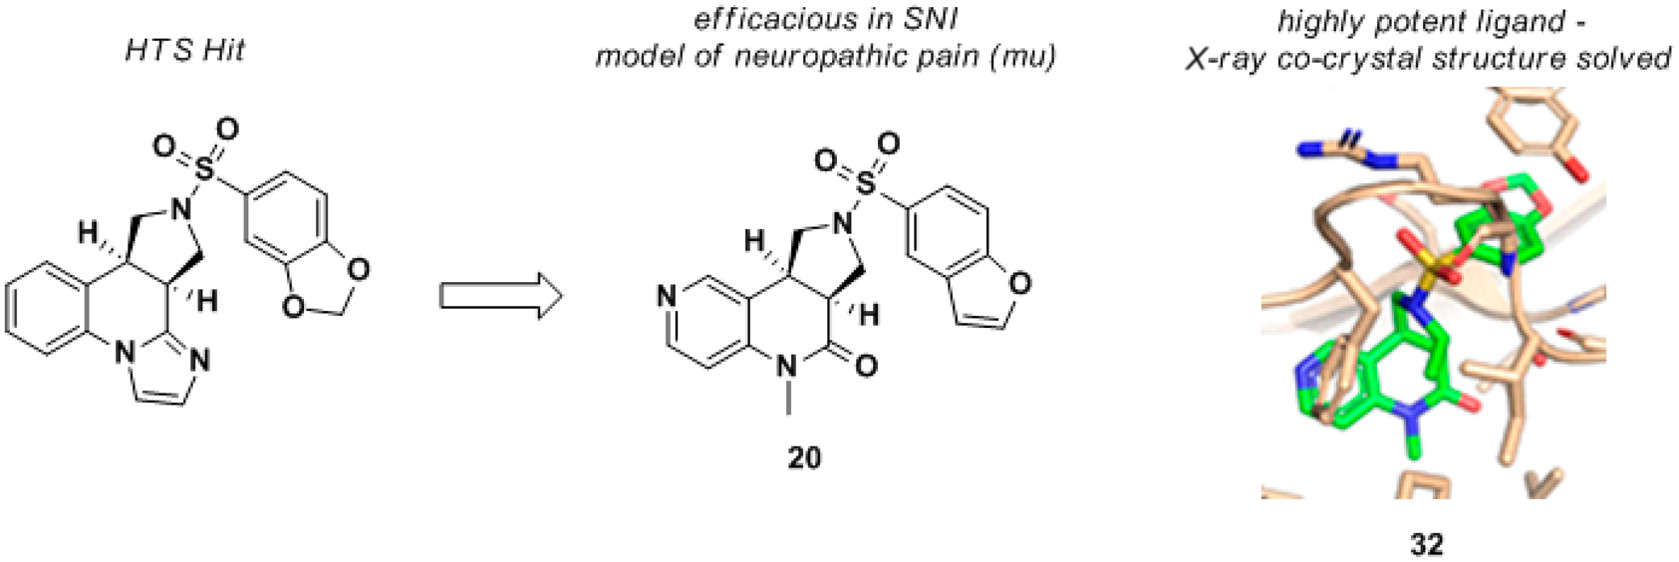 HTS Hit
efficacious in SNI
model of neuropathic pain (mu)
highly potent ligand -
X-ray co-crystal structure solved
O
O
S
N
H
H
O
O
N
N
O
O
S
N
H
H
O
N
N
O
20
32